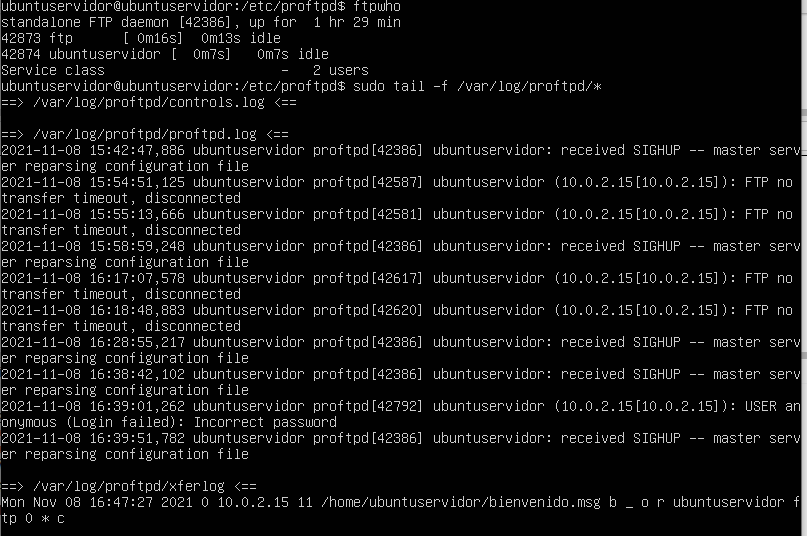 ubuntuservidor@ubuntuservidor:/etc/proftpd$ ftpwho
standalone FTP daemon [42386], up for  1 hr 29 min
42873 ftp      [ 0m16s]  0m13s idle
42874 ubuntuservidor [  0m7s]   0m7s idle
Service class                      -   2 users
ubuntuservidor@ubuntuservidor:/etc/proftpd$ sudo tail -f /var/log/proftpd/*
==> /var/log/proftpd/controls.log <==

==> /var/log/proftpd/proftpd.log <==
2021-11-08 15:42:47,886 ubuntuservidor proftpd[42386] ubuntuservidor: received SIGHUP -- master serv
er reparsing configuration file
2021-11-08 15:54:51,125 ubuntuservidor proftpd[42587] ubuntuservidor (10.0.2.15[10.0.2.15]): FTP no
transfer timeout, disconnected
2021-11-08 15:55:13,666 ubuntuservidor proftpd[42581] ubuntuservidor (10.0.2.15[10.0.2.15]): FTP no
transfer timeout, disconnected
2021-11-08 15:58:59,248 ubuntuservidor proftpd[42386] ubuntuservidor: received SIGHUP -- master serv
er reparsing configuration file
2021-11-08 16:17:07,578 ubuntuservidor proftpd[42617] ubuntuservidor (10.0.2.15[10.0.2.15]): FTP no
transfer timeout, disconnected
2021-11-08 16:18:48,883 ubuntuservidor proftpd[42620] ubuntuservidor (10.0.2.15[10.0.2.15]): FTP no
transfer timeout, disconnected
2021-11-08 16:28:55,217 ubuntuservidor proftpd[42386] ubuntuservidor: received SIGHUP -- master serv
er reparsing configuration file
2021-11-08 16:38:42,102 ubuntuservidor proftpd[42386] ubuntuservidor: received SIGHUP -- master serv
er reparsing configuration file
2021-11-08 16:39:01,262 ubuntuservidor proftpd[42792] ubuntuservidor (10.0.2.15[10.0.2.15]): USER an
onymous (Login failed): Incorrect password
2021-11-08 16:39:51,782 ubuntuservidor proftpd[42386] ubuntuservidor: received SIGHUP -- master serv
er reparsing configuration file

==> /var/log/proftpd/xferlog <==
Mon Nov 08 16:47:27 2021 0 10.0.2.15 11 /home/ubuntuservidor/bienvenido.msg b _ o r ubuntuservidor f
tp 0 * c